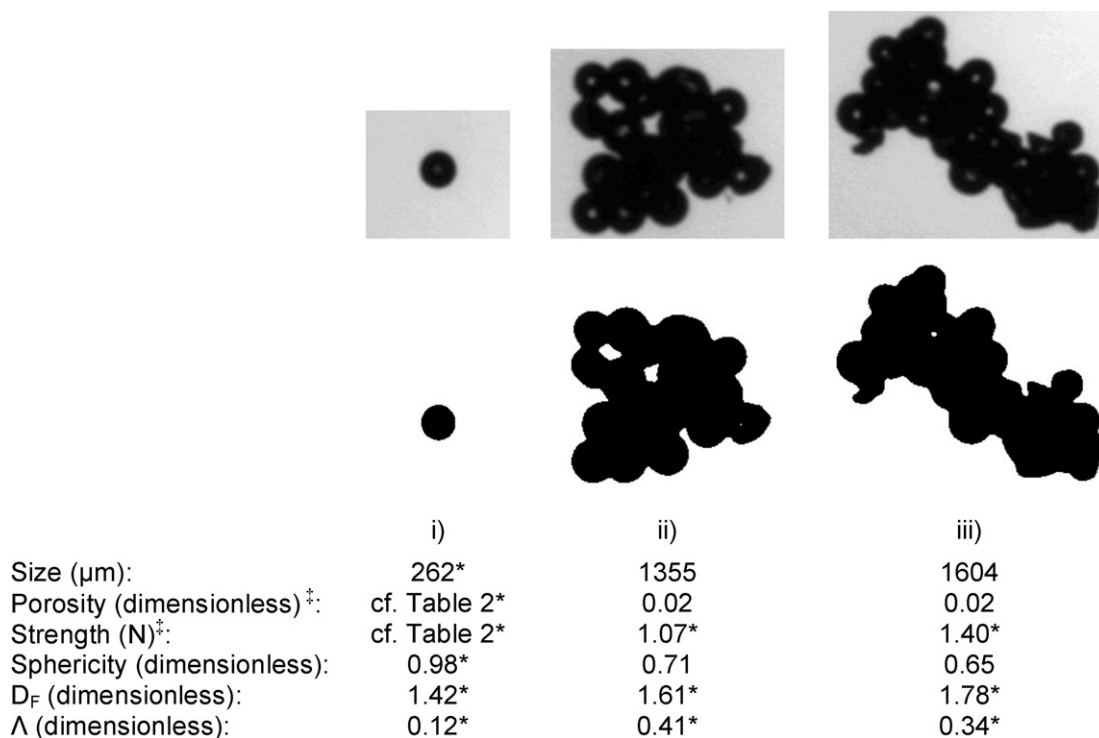 i) ii) iii)
Size (µm): 262* 1355 1604
Porosity (dimensionless)‡: cf. Table 2* 0.02 0.02
Strength (N)‡: cf. Table 2* 1.07* 1.40*
Sphericity (dimensionless): 0.98* 0.71 0.65
D_F (dimensionless): 1.42* 1.61* 1.78*
Λ (dimensionless): 0.12* 0.41* 0.34*